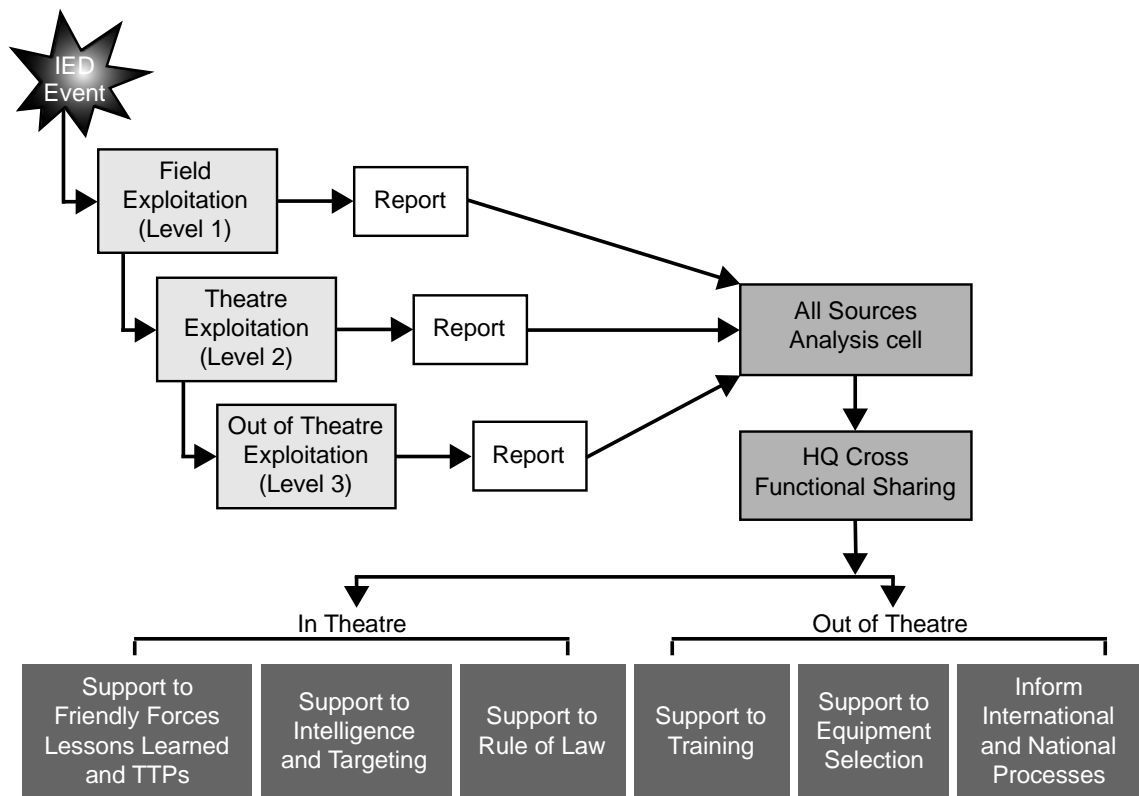 IED
Event
Field
Exploitation
(Level 1)
Report
Theatre
Exploitation
(Level 2)
Report
Out of Theatre
Exploitation
(Level 3)
Report
All Sources
Analysis cell
HQ Cross
Functional Sharing
In Theatre
Out of Theatre
Support to
Friendly Forces
Lessons Learned
and TTPs
Support to
Intelligence
and Targeting
Support to
Rule of Law
Support to
Training
Support to
Equipment
Selection
Inform
International
and National
Processes